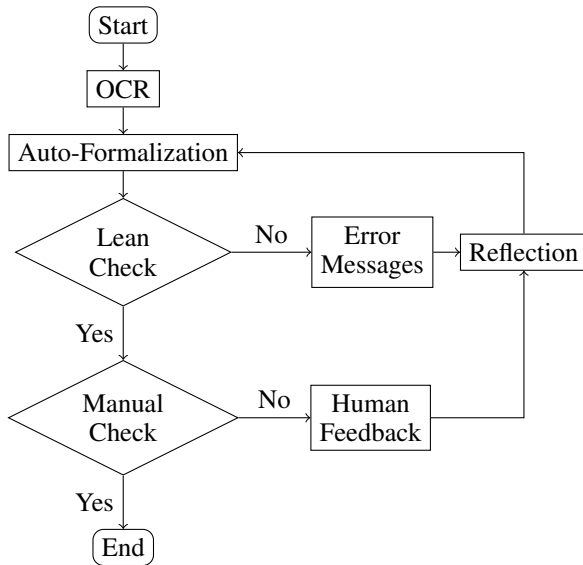 Start
OCR
Auto-Formalization
Lean
Check
No
Error
Messages
Reflection
Yes
Manual
Check
No
Human
Feedback
Yes
End